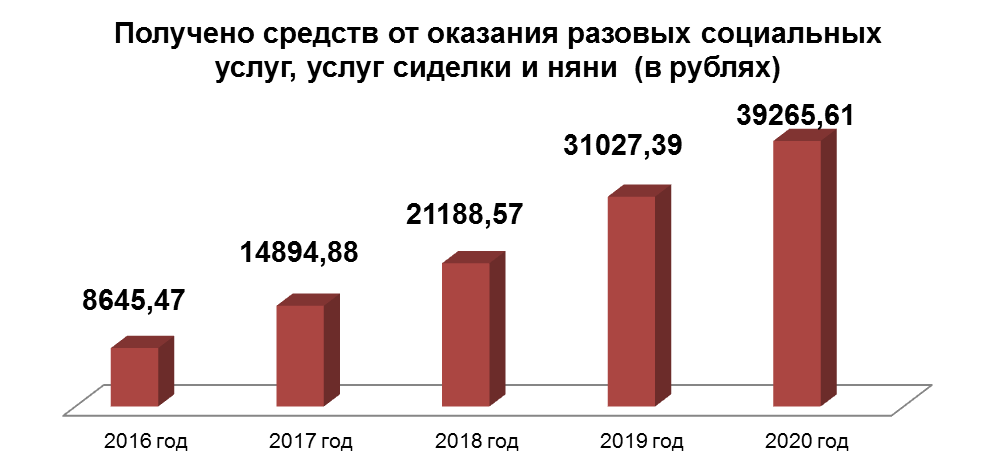 Получено средств от оказания разовых социальных
услуг, услуг сиделки и няни (в рублях)
39265,61
31027,39
21188,57
14894,88
8645,47
2016 год 2017 год 2018 год 2019 год 2020 год